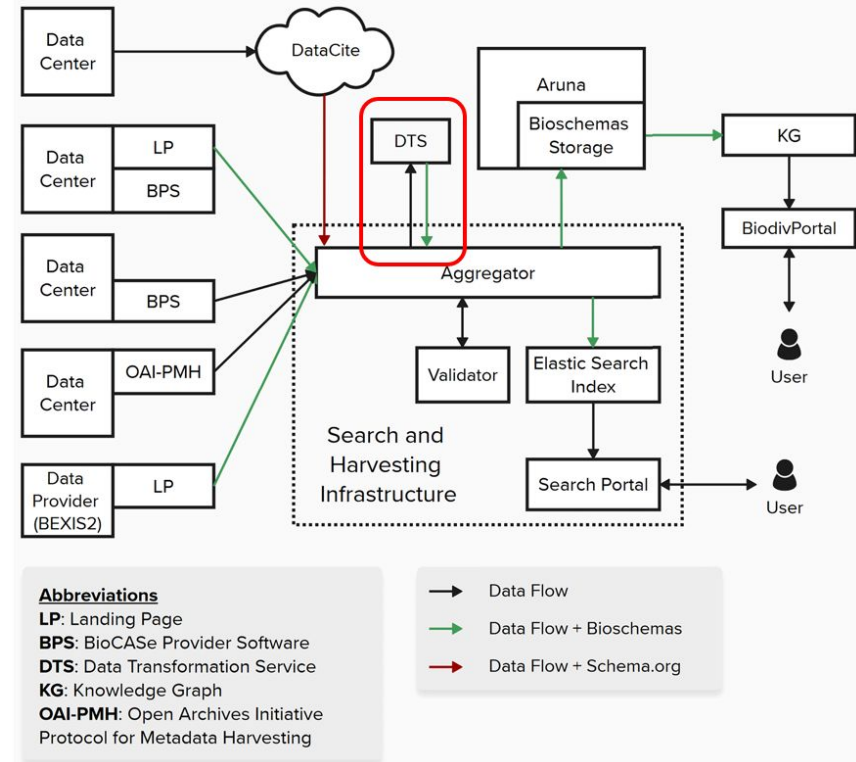 Data
Center
DataCite
DTS
Aruna
Bioschemas
Storage
KG
Data
Center
LP
BPS
BiodivPortal
Aggregator
Data
Center
BPS
User
Data
Center
OAI-PMH
Validator
Elastic Search
Index
Search and
Harvesting
Infrastructure
Data
Provider
(BEXIS2)
LP
Search Portal
User
Abbreviations
LP: Landing Page
BPS: BioCASe Provider Software
DTS: Data Transformation Service
KG: Knowledge Graph
OAI-PMH: Open Archives Initiative
Protocol for Metadata Harvesting
Data Flow
Data Flow + Bioschemas
Data Flow + Schema.org